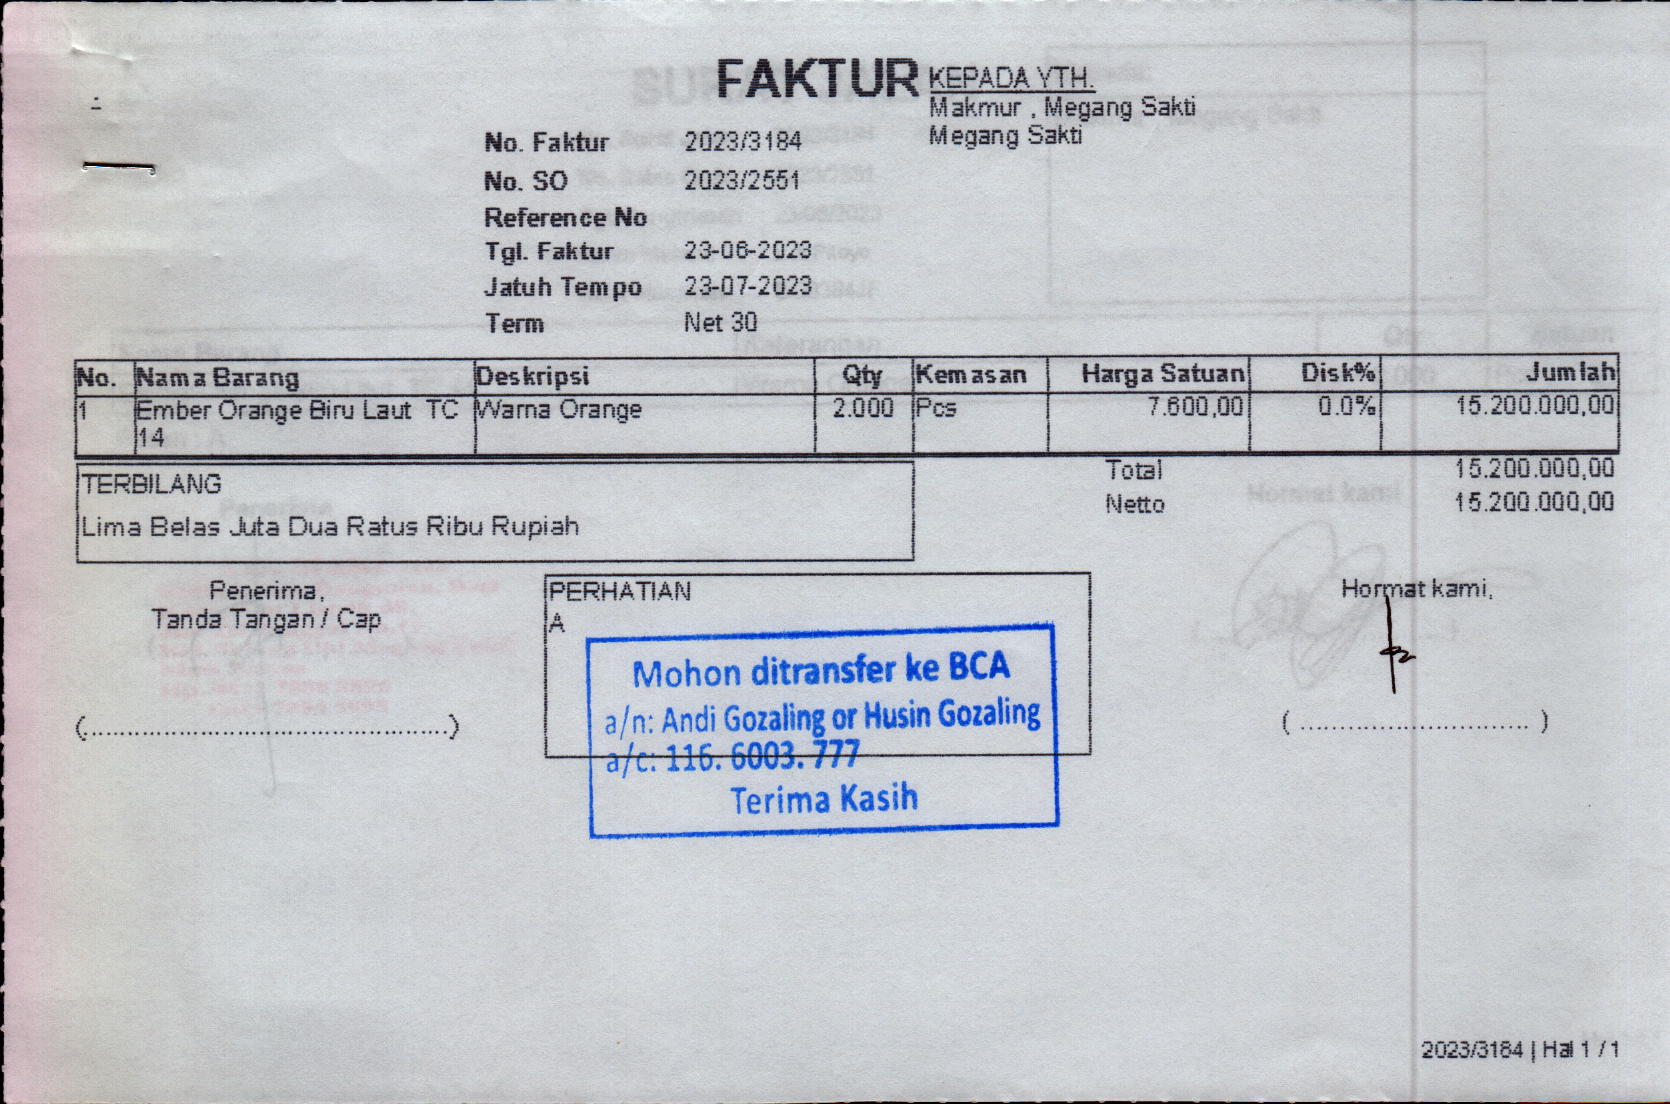 FAKTUR
KEPADA YTH.
Makmur , Megang Sakti
Megang Sakti
No. Faktur 2023/3184
No. SO 2023/2551
Reference No
Tgl. Faktur 23-06-2023
Jatuh Tempo 23-07-2023
Term Net 30
No. Nama Barang Deskripsi Qty Kemasan Harga Satuan Disk% Jumlah
1 Ember Orange Biru Laut TC Warna Orange 2.000 Pcs 7.600,00 0.0% 15.200.000,00
14
TERBILANG
Lima Belas Juta Dua Ratus Ribu Rupiah
Total 15.200.000,00
Netto 15.200.000,00
Penerima,
Tanda Tangan / Cap
(................................................)
PERHATIAN
A
Mohon ditransfer ke BCA
a/n: Andi Gozaling or Husin Gozaling
a/c: 116. 6003. 777
Terima Kasih
Hormat kami,
( .............................. )
2023/3184 | Hal 1 / 1